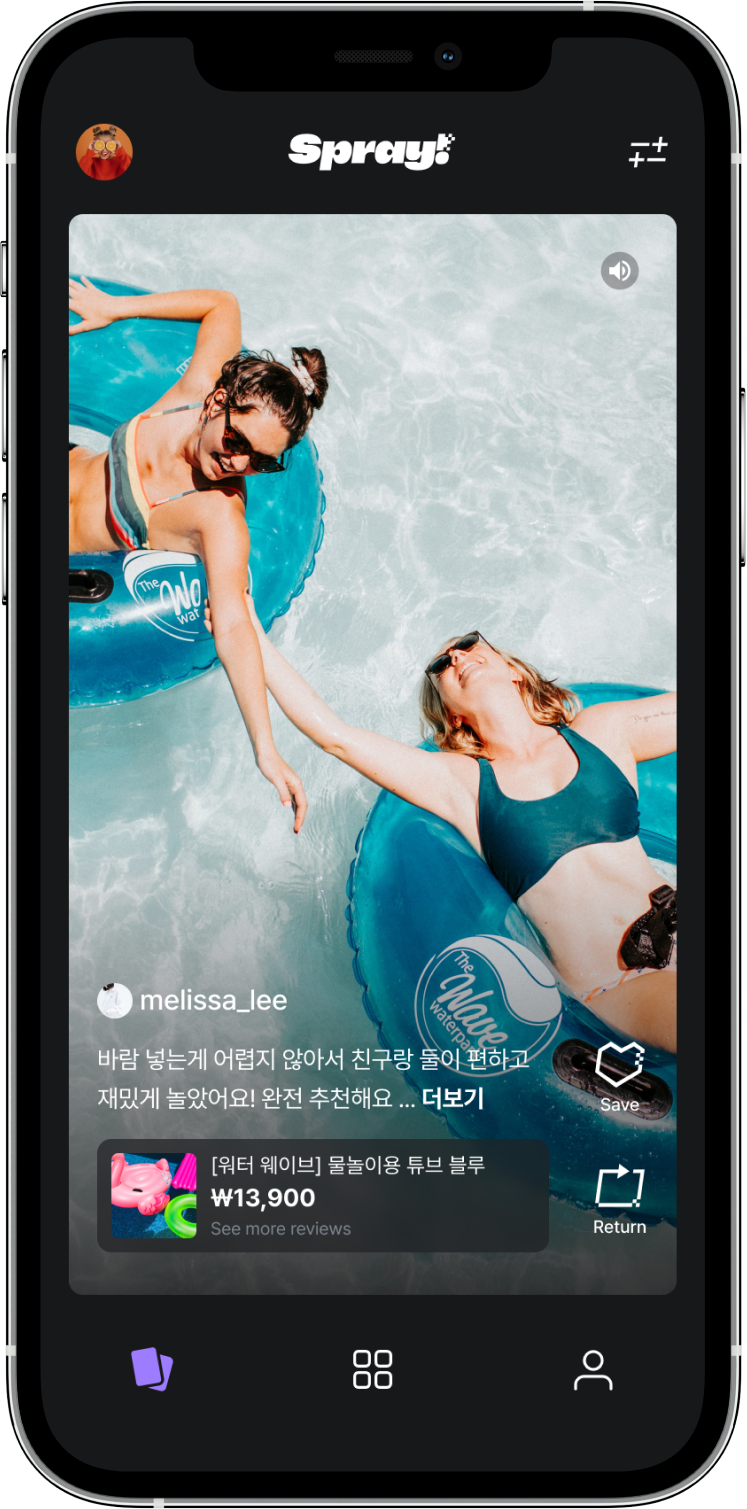 Spray!
The
Wo
wat
melissa_lee
The
Wave
waterpa
바람 넣는게 어렵지 않아서 친구랑 둘이 편하고
재밌게 놀았어요! 완전 추천해요 ... 더보기
Save
[워터 웨이브] 물놀이용 튜브 블루
₩13,900
See more reviews
Return